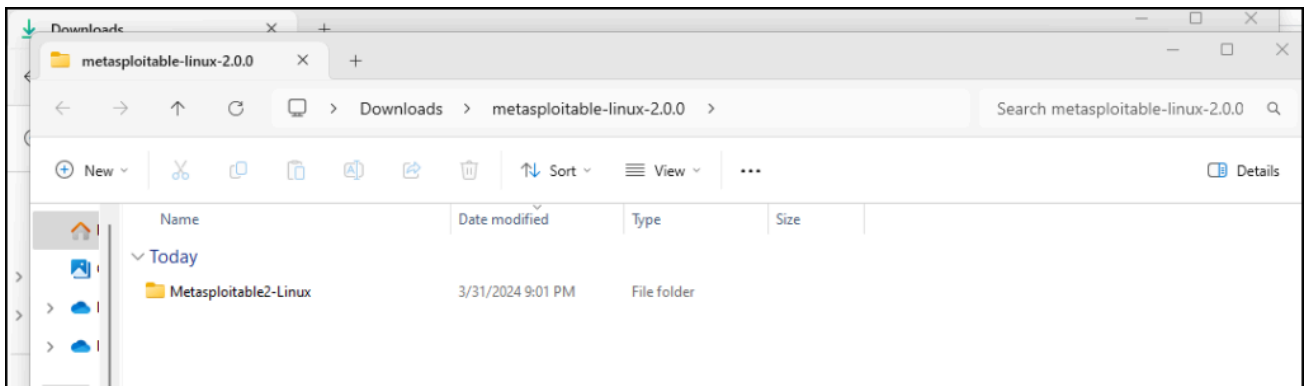 Downloads
metasploitable-linux-2.0.0
Downloads > metasploitable-linux-2.0.0 >
Search metasploitable-linux-2.0.0
New
Sort
View
Details
Name Date modified Type Size
Today
Metasploitable2-Linux 3/31/2024 9:01 PM File folder